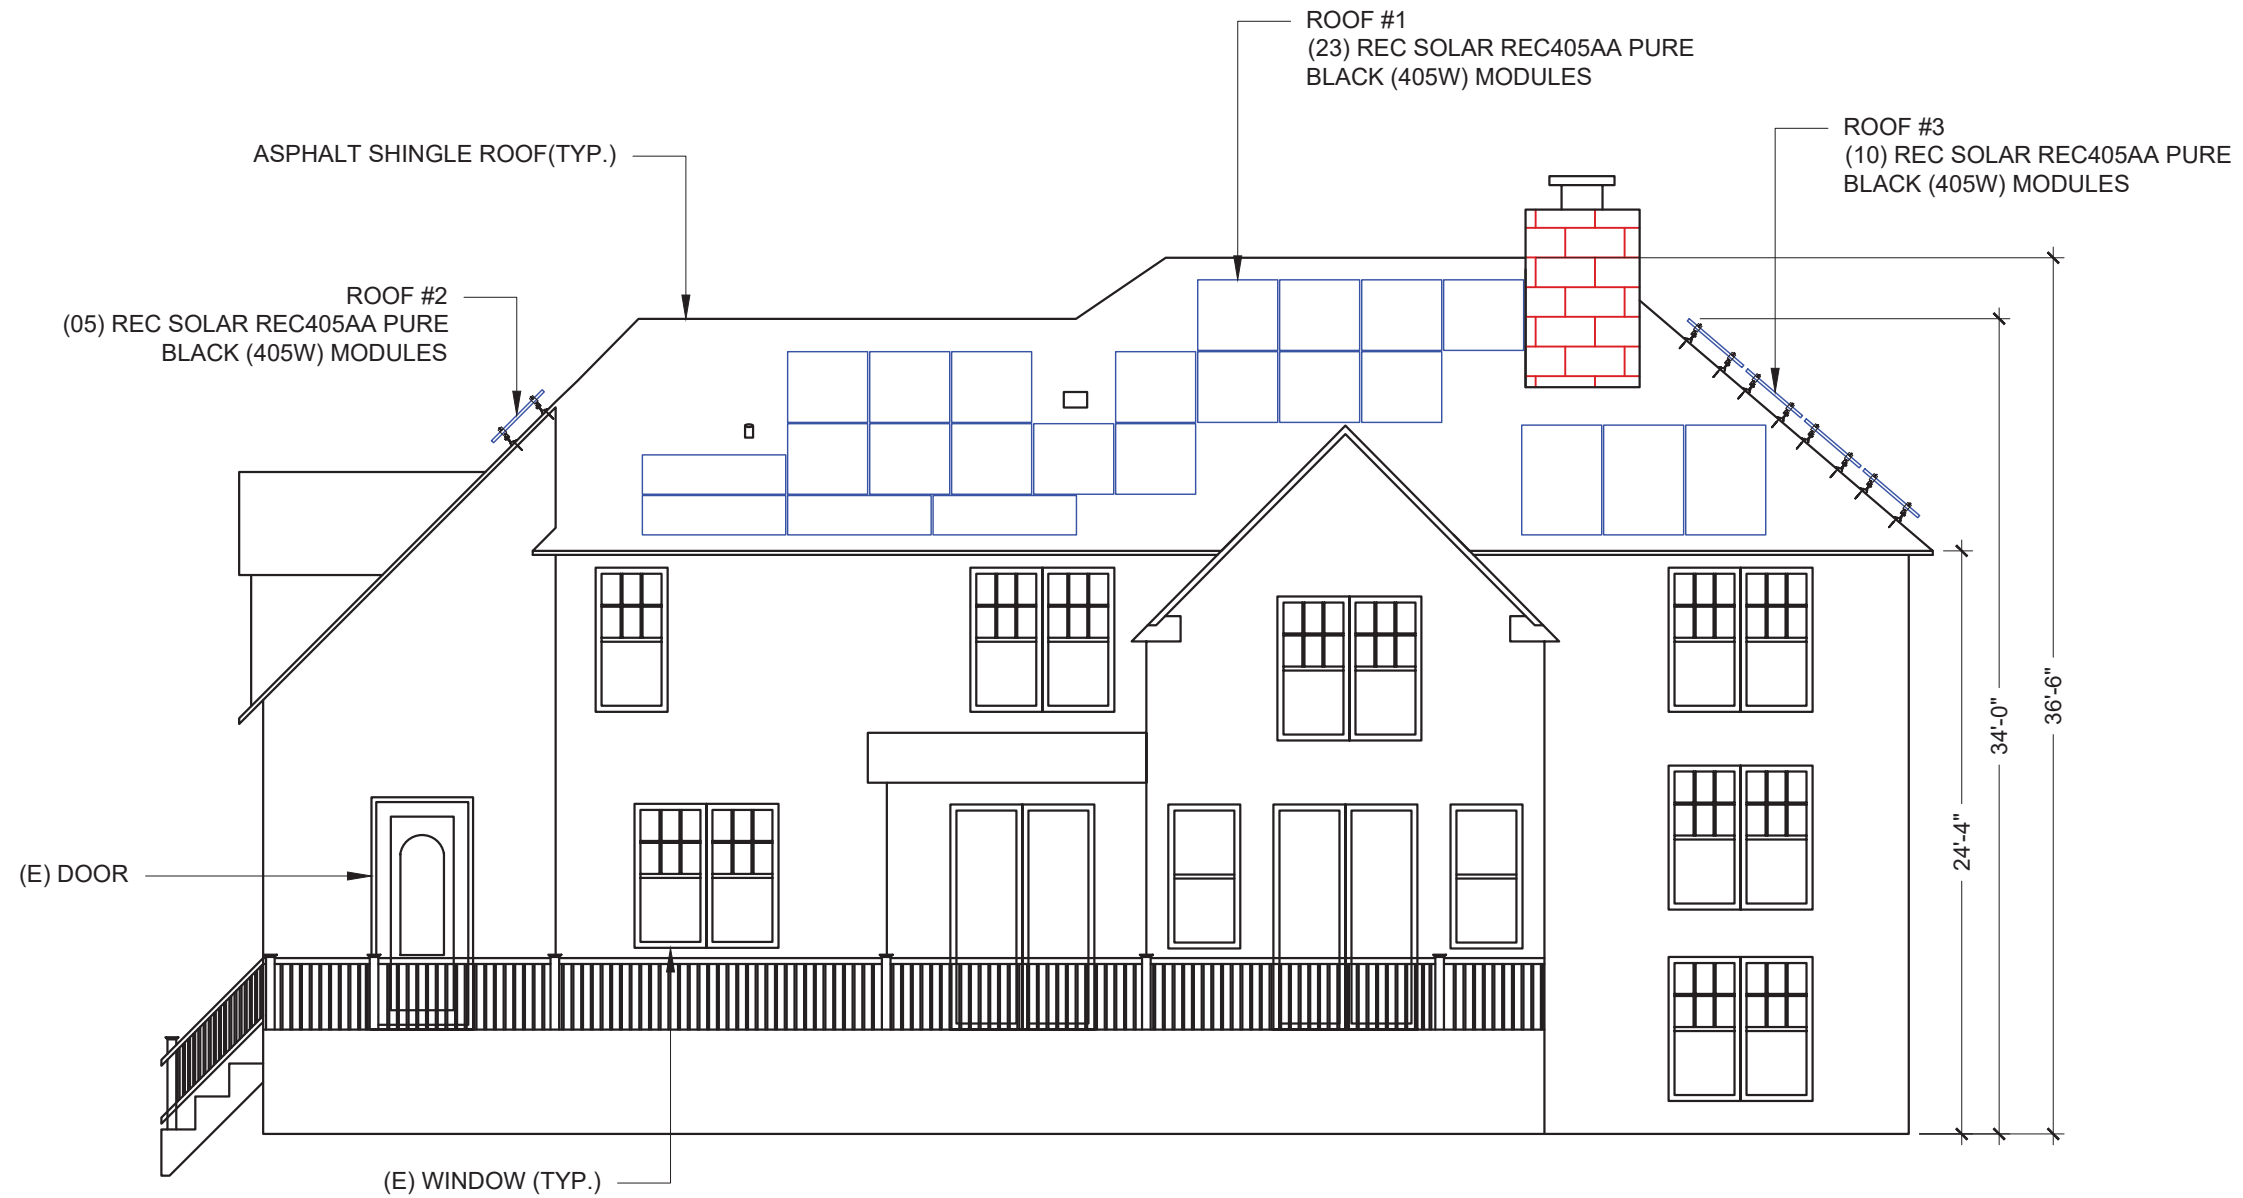 ROOF #1
(23) REC SOLAR REC405AA PURE
BLACK (405W) MODULES
ROOF #3
(10) REC SOLAR REC405AA PURE
BLACK (405W) MODULES
ASPHALT SHINGLE ROOF(TYP.)
ROOF #2
(05) REC SOLAR REC405AA PURE
BLACK (405W) MODULES
36'-6"
34'-0"
24'-4"
(E) DOOR
(E) WINDOW (TYP.)